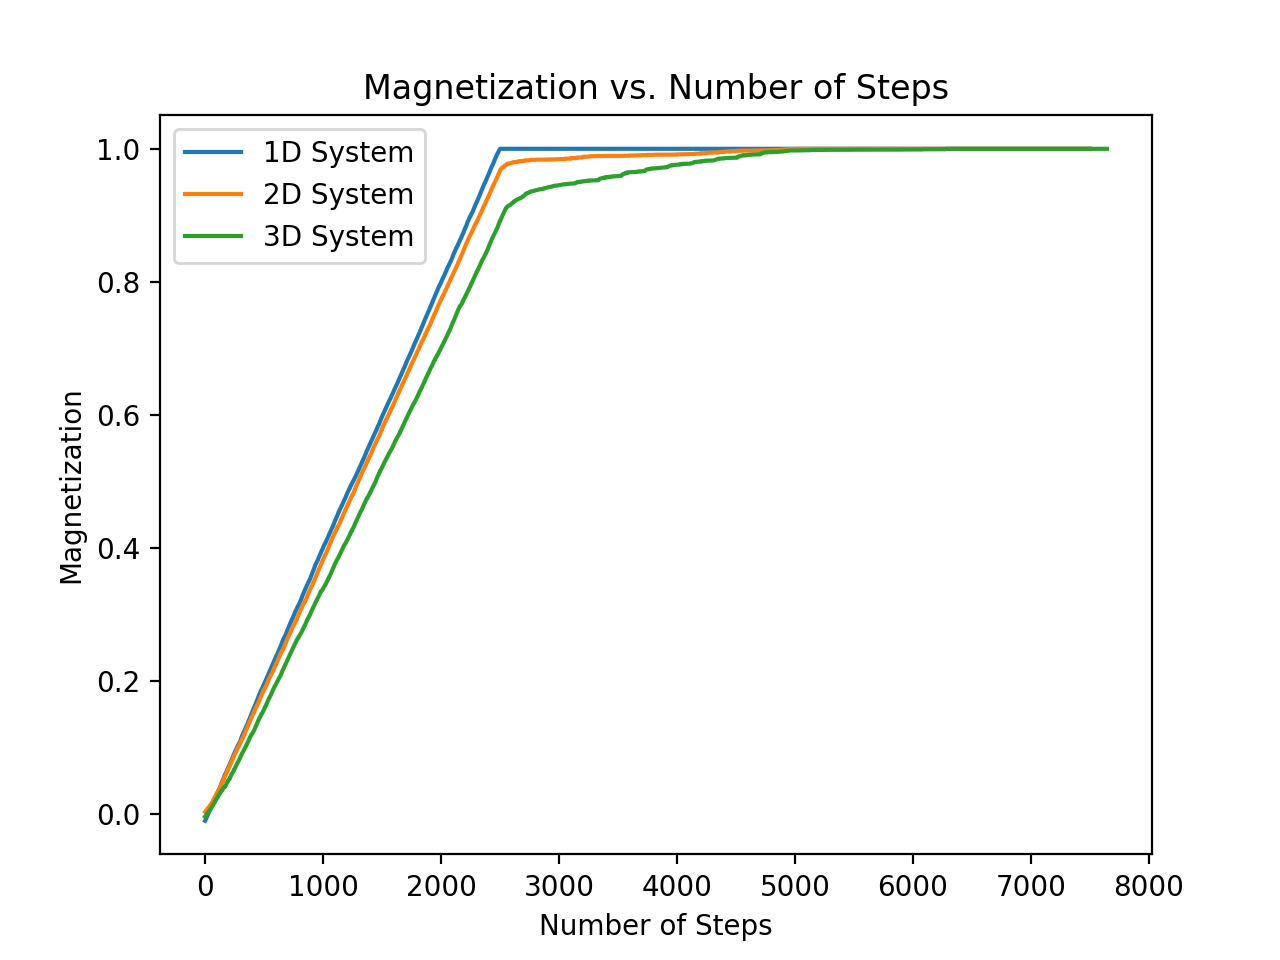 Magnetization vs. Number of Steps
1D System
2D System
3D System
1.0
0.8
0.6
0.4
0.2
0.0
Magnetization
0 1000 2000 3000 4000 5000 6000 7000 8000
Number of Steps